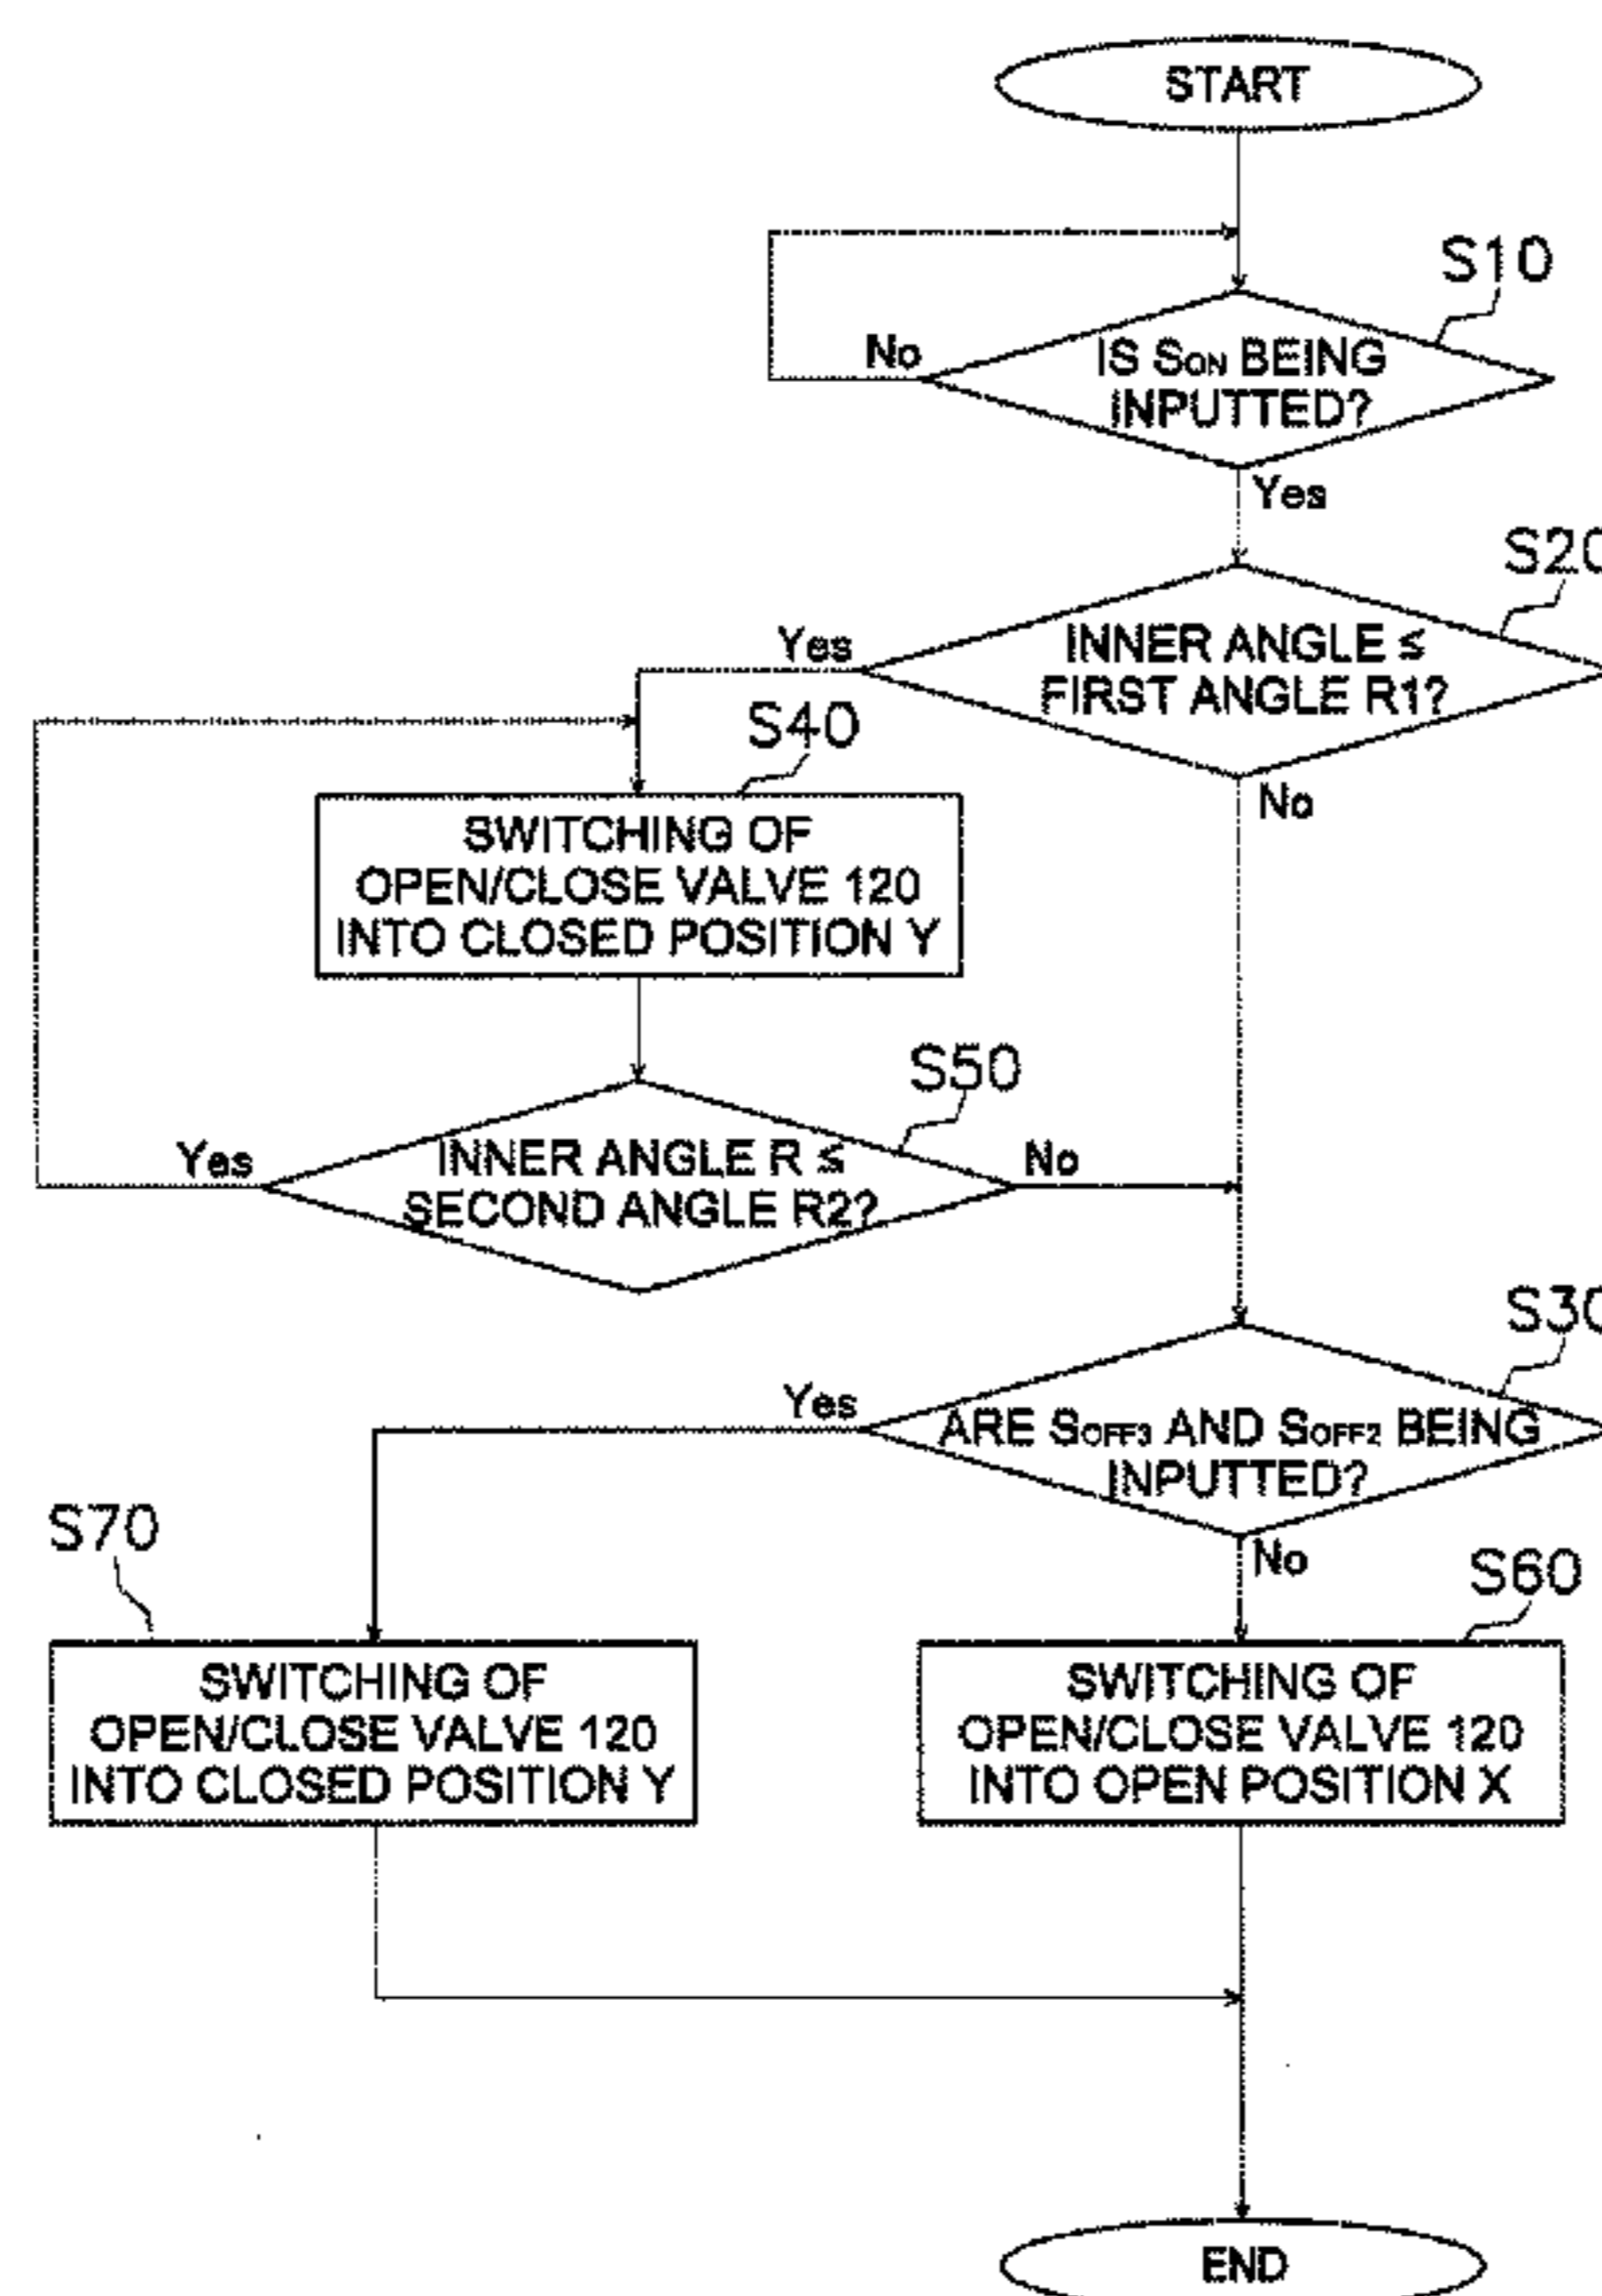 START
S10
No
IS SON BEING
INPUTTED?
Yes
S20
Yes
INNER ANGLE ≤
FIRST ANGLE R1?
S40
No
SWITCHING OF
OPEN/CLOSE VALVE 120
INTO CLOSED POSITION Y
S50
Yes
INNER ANGLE R ≤
SECOND ANGLE R2?
No
S30
Yes
ARE SOFF3 AND SOFF2 BEING
INPUTTED?
S70
No
S60
SWITCHING OF
OPEN/CLOSE VALVE 120
INTO CLOSED POSITION Y
SWITCHING OF
OPEN/CLOSE VALVE 120
INTO OPEN POSITION X
END